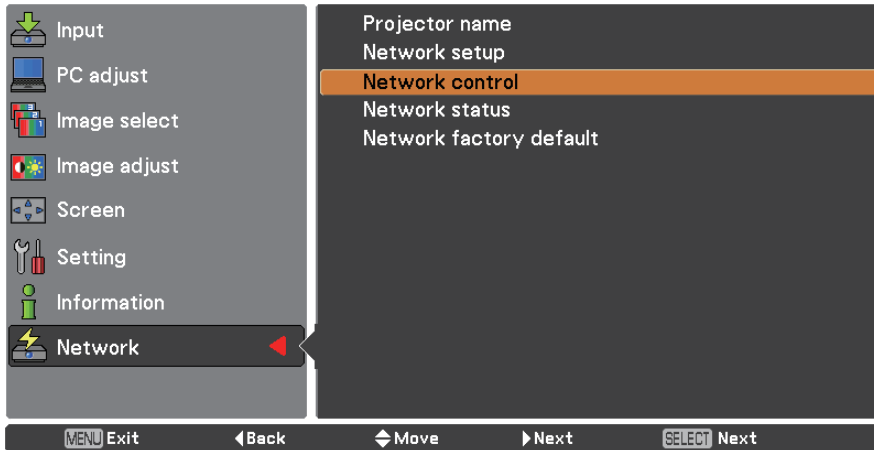 Input
PC adjust
Image select
Image adjust
Screen
Setting
Information
Network
Projector name
Network setup
Network control
Network status
Network factory default
MENU Exit ◀Back Move ▶Next SELECT Next